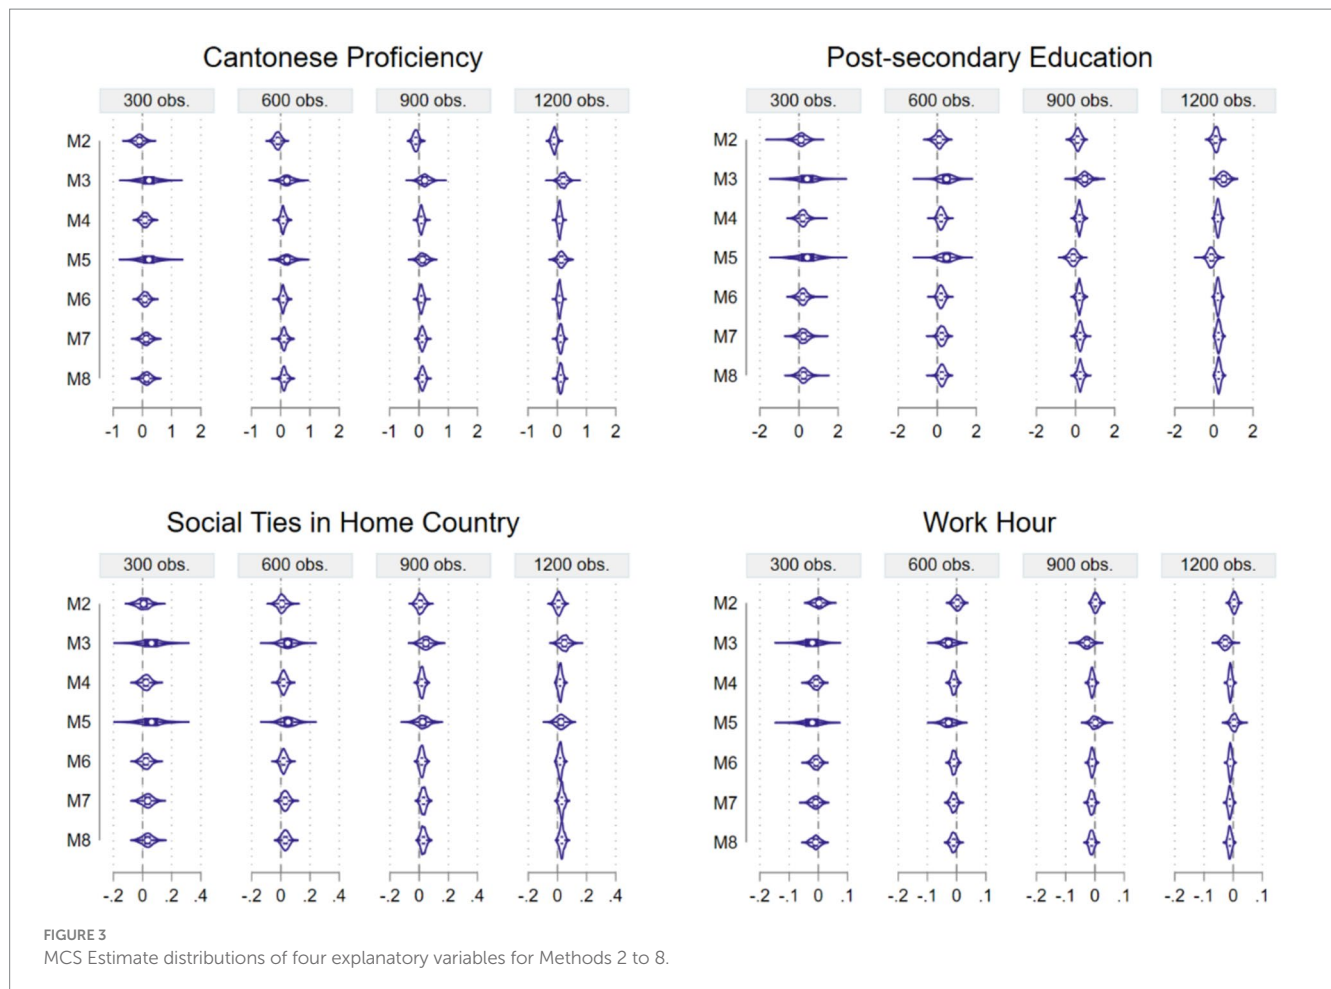 Cantonese Proficiency
300 obs. 600 obs. 900 obs. 1200 obs.
M2
M3
M4
M5
M6
M7
M8
-1 0 1 2 -1 0 1 2 -1 0 1 2 -1 0 1 2
Post-secondary Education
300 obs. 600 obs. 900 obs. 1200 obs.
M2
M3
M4
M5
M6
M7
M8
-2 0 2 -2 0 2 -2 0 2 -2 0 2
Social Ties in Home Country
300 obs. 600 obs. 900 obs. 1200 obs.
M2
M3
M4
M5
M6
M7
M8
-.2 0 .2 .4 -.2 0 .2 .4 -.2 0 .2 .4 -.2 0 .2 .4
Work Hour
300 obs. 600 obs. 900 obs. 1200 obs.
M2
M3
M4
M5
M6
M7
M8
-.2 -.1 0 .1 -.2 -.1 0 .1 -.2 -.1 0 .1 -.2 -.1 0 .1
FIGURE 3
MCS Estimate distributions of four explanatory variables for Methods 2 to 8.